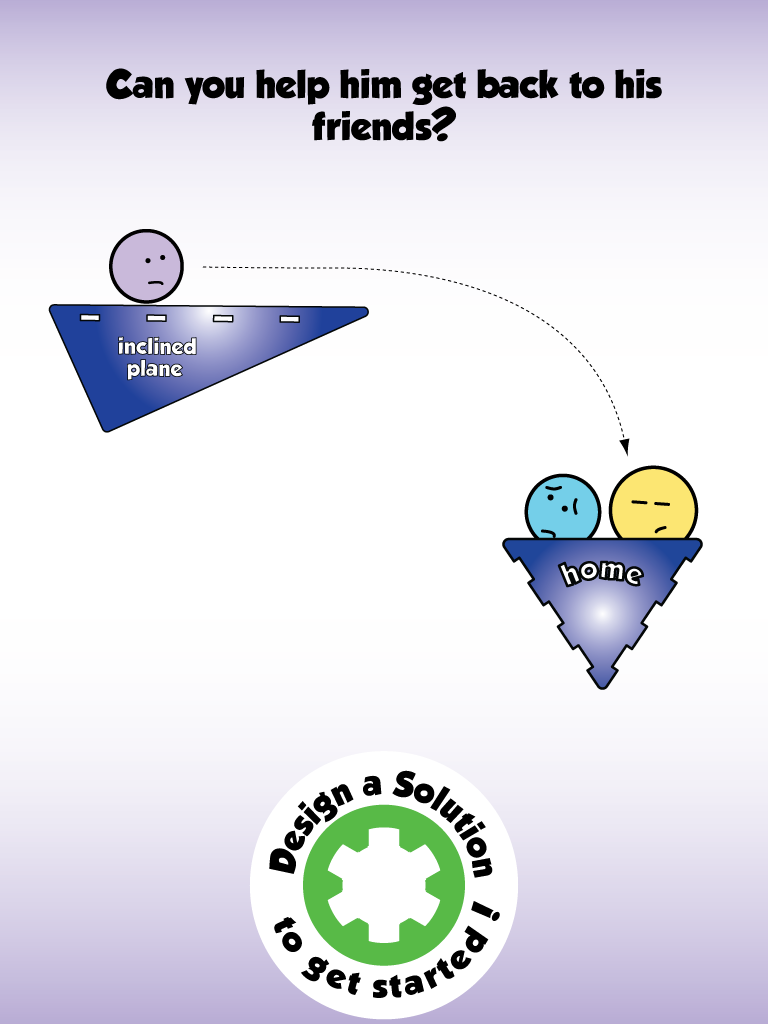 Can you help him get back to his
friends?
inclined
plane
home
Design a Solution
to get started !